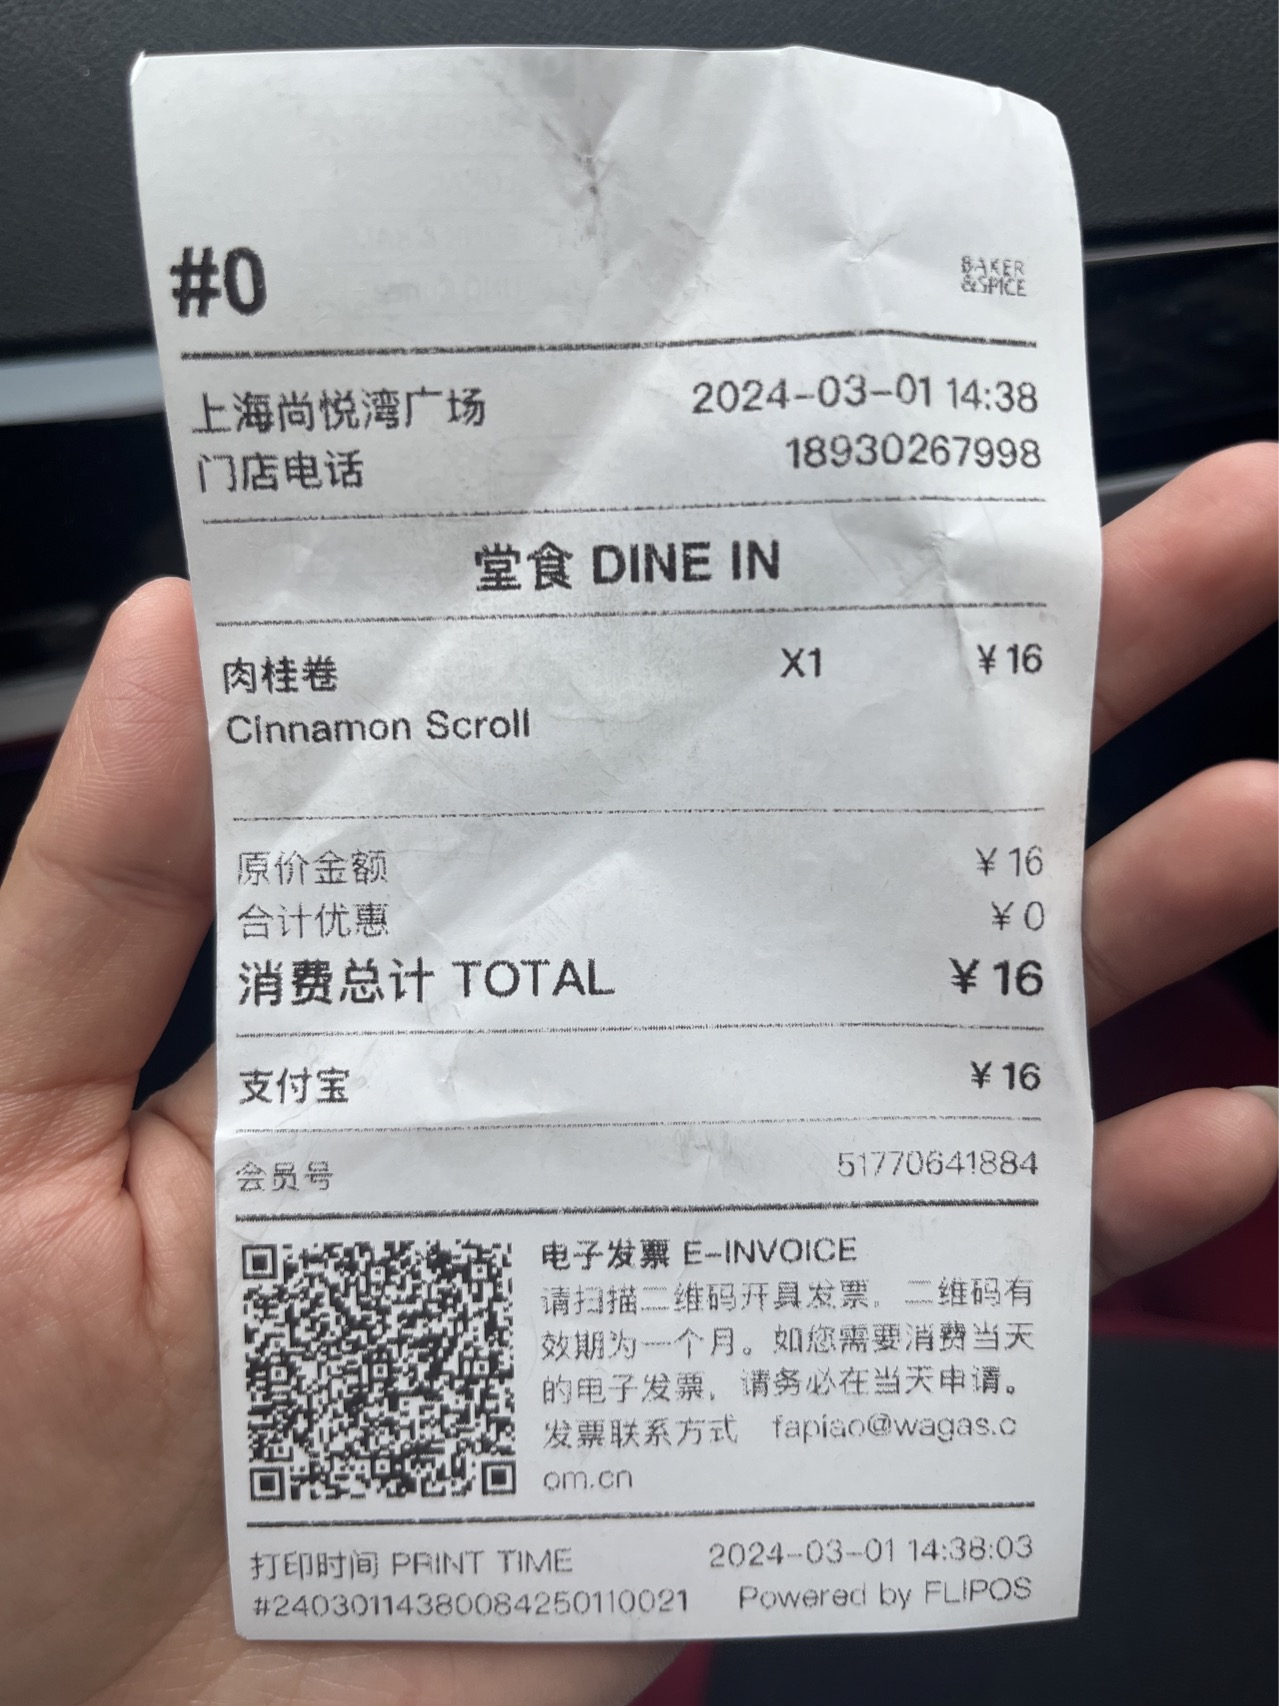 #0
BAKER
&SPICE
上海尚悦湾广场 2024-03-01 14:38
门店电话 18930267998
堂食 DINE IN
肉桂卷 X1 ¥16
Cinnamon Scroll
原价金额 ¥16
合计优惠 ¥0
消费总计 TOTAL ¥16
支付宝 ¥16
会员号 51770641884
电子发票 E-INVOICE
请扫描二维码开具发票，二维码有
效期为一个月。如您需要消费当天
的电子发票，请务必在当天申请。
发票联系方式 fapiao@wagas.c
om.cn
打印时间 PRINT TIME 2024-03-01 14:38:03
#24030114380084250110021 Powered by FLIPOS